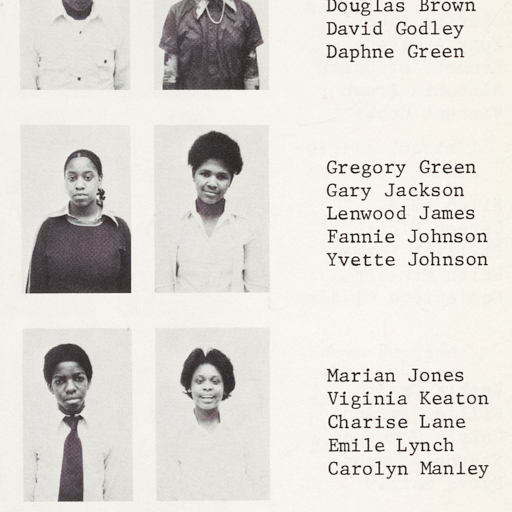 Douglas Brown
David Godley
Daphne Green
Gregory Green
Gary Jackson
Lenwood James
Fannie Johnson
Yvette Johnson
Marian Jones
Viginia Keaton
Charise Lane
Emile Lynch
Carolyn Manley